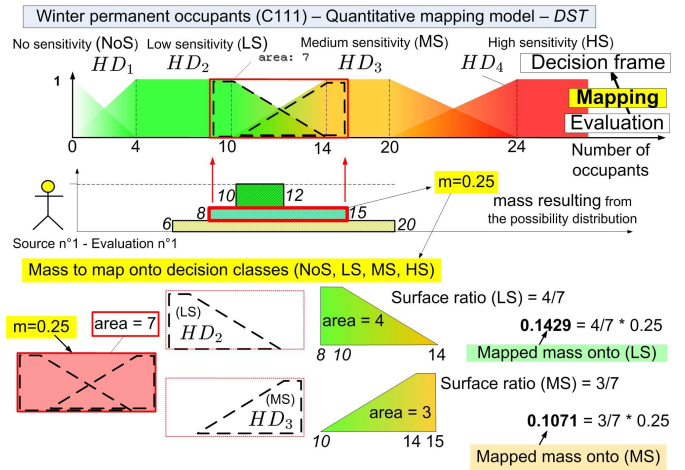 Winter permanent occupants (C111) – Quantitative mapping model – DST
No sensitivity (NoS)
Low sensitivity (LS)
Medium sensitivity (MS)
High sensitivity (HS)
area: 7
HD1
HD2
HD3
HD4
Decision frame
Mapping
Evaluation
1
0
4
10
14
20
24
Number of
occupants
m=0.25
10
12
8
15
6
20
mass resulting from
the possibility distribution
Source n°1 - Evaluation n°1
Mass to map onto decision classes (NoS, LS, MS, HS)
m=0.25
area = 7
(LS)
HD2
area = 4
8 10
14
Surface ratio (LS) = 4/7
0.1429 = 4/7 * 0.25
Mapped mass onto (LS)
(MS)
HD3
area = 3
10
14 15
Surface ratio (MS) = 3/7
0.1071 = 3/7 * 0.25
Mapped mass onto (MS)